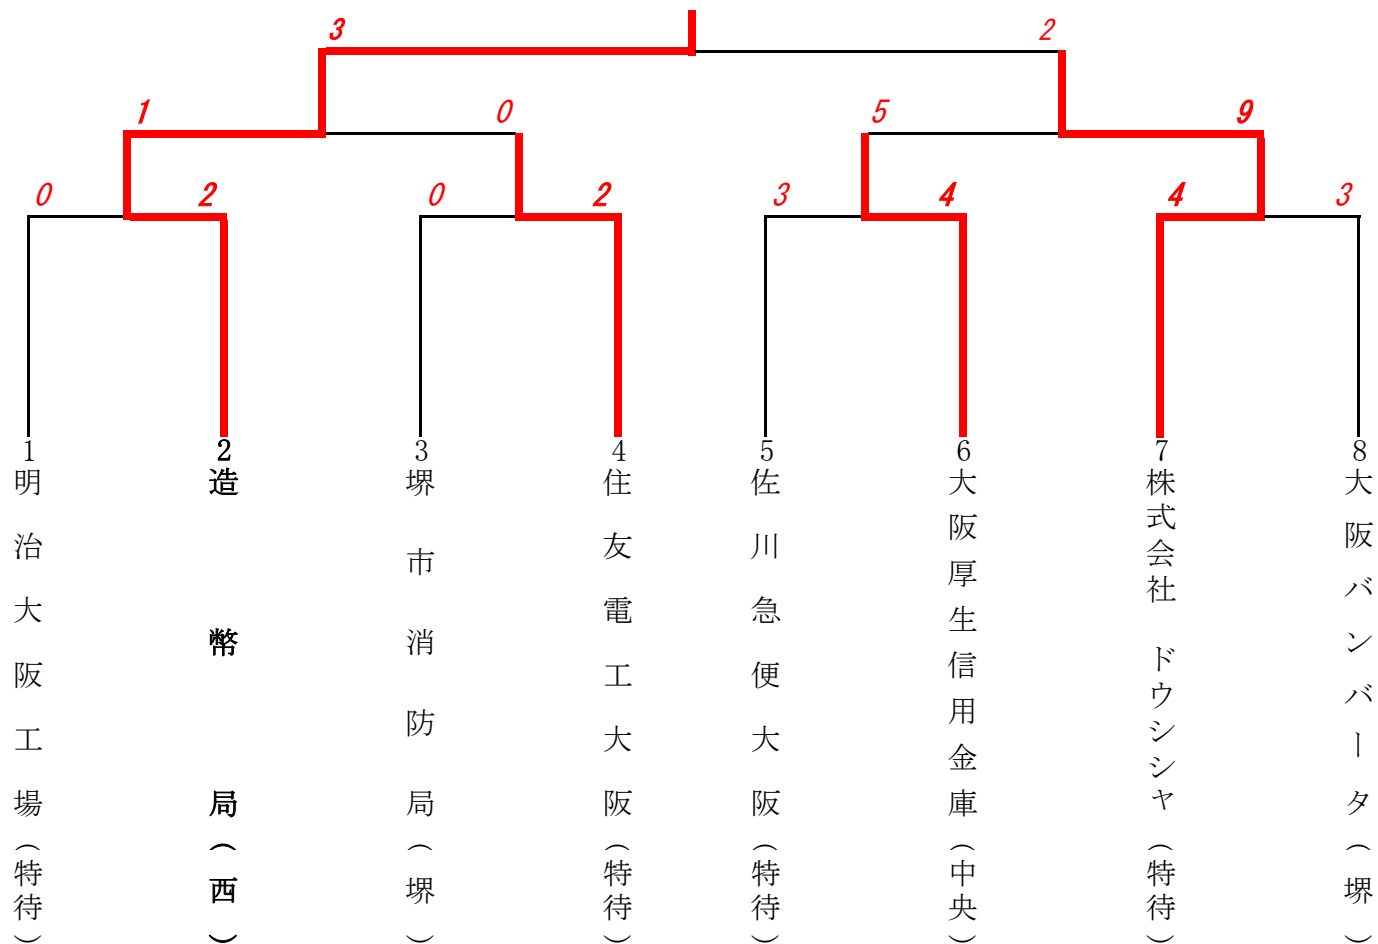 3 2
1 0 5 9
0 2 0 2 3 4 4 3
1 2 3 4 5 6 7 8
明治大阪工場(特待)
造幣局(西)
堺市消防局(堺)
住友電工大阪(特待)
佐川急便大阪(特待)
大阪厚生信用金庫(中央)
株式会社 ドウシシャ(特待)
大阪バンバータ(堺)